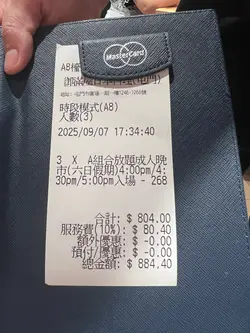 MasterCard
A8檯
時段模式(A8)
人數(3)
2025/09/07 17:34:40
3 X A組合放題成人晚
市(六日假期)4:00pm/4:
30pm/5:00pm入場 - 268
合計: $ 804.00
服務費(10%): $ 80.40
額外優惠: $ -0.00
預付/優惠: $ -0.00
總金額: $ 884.40